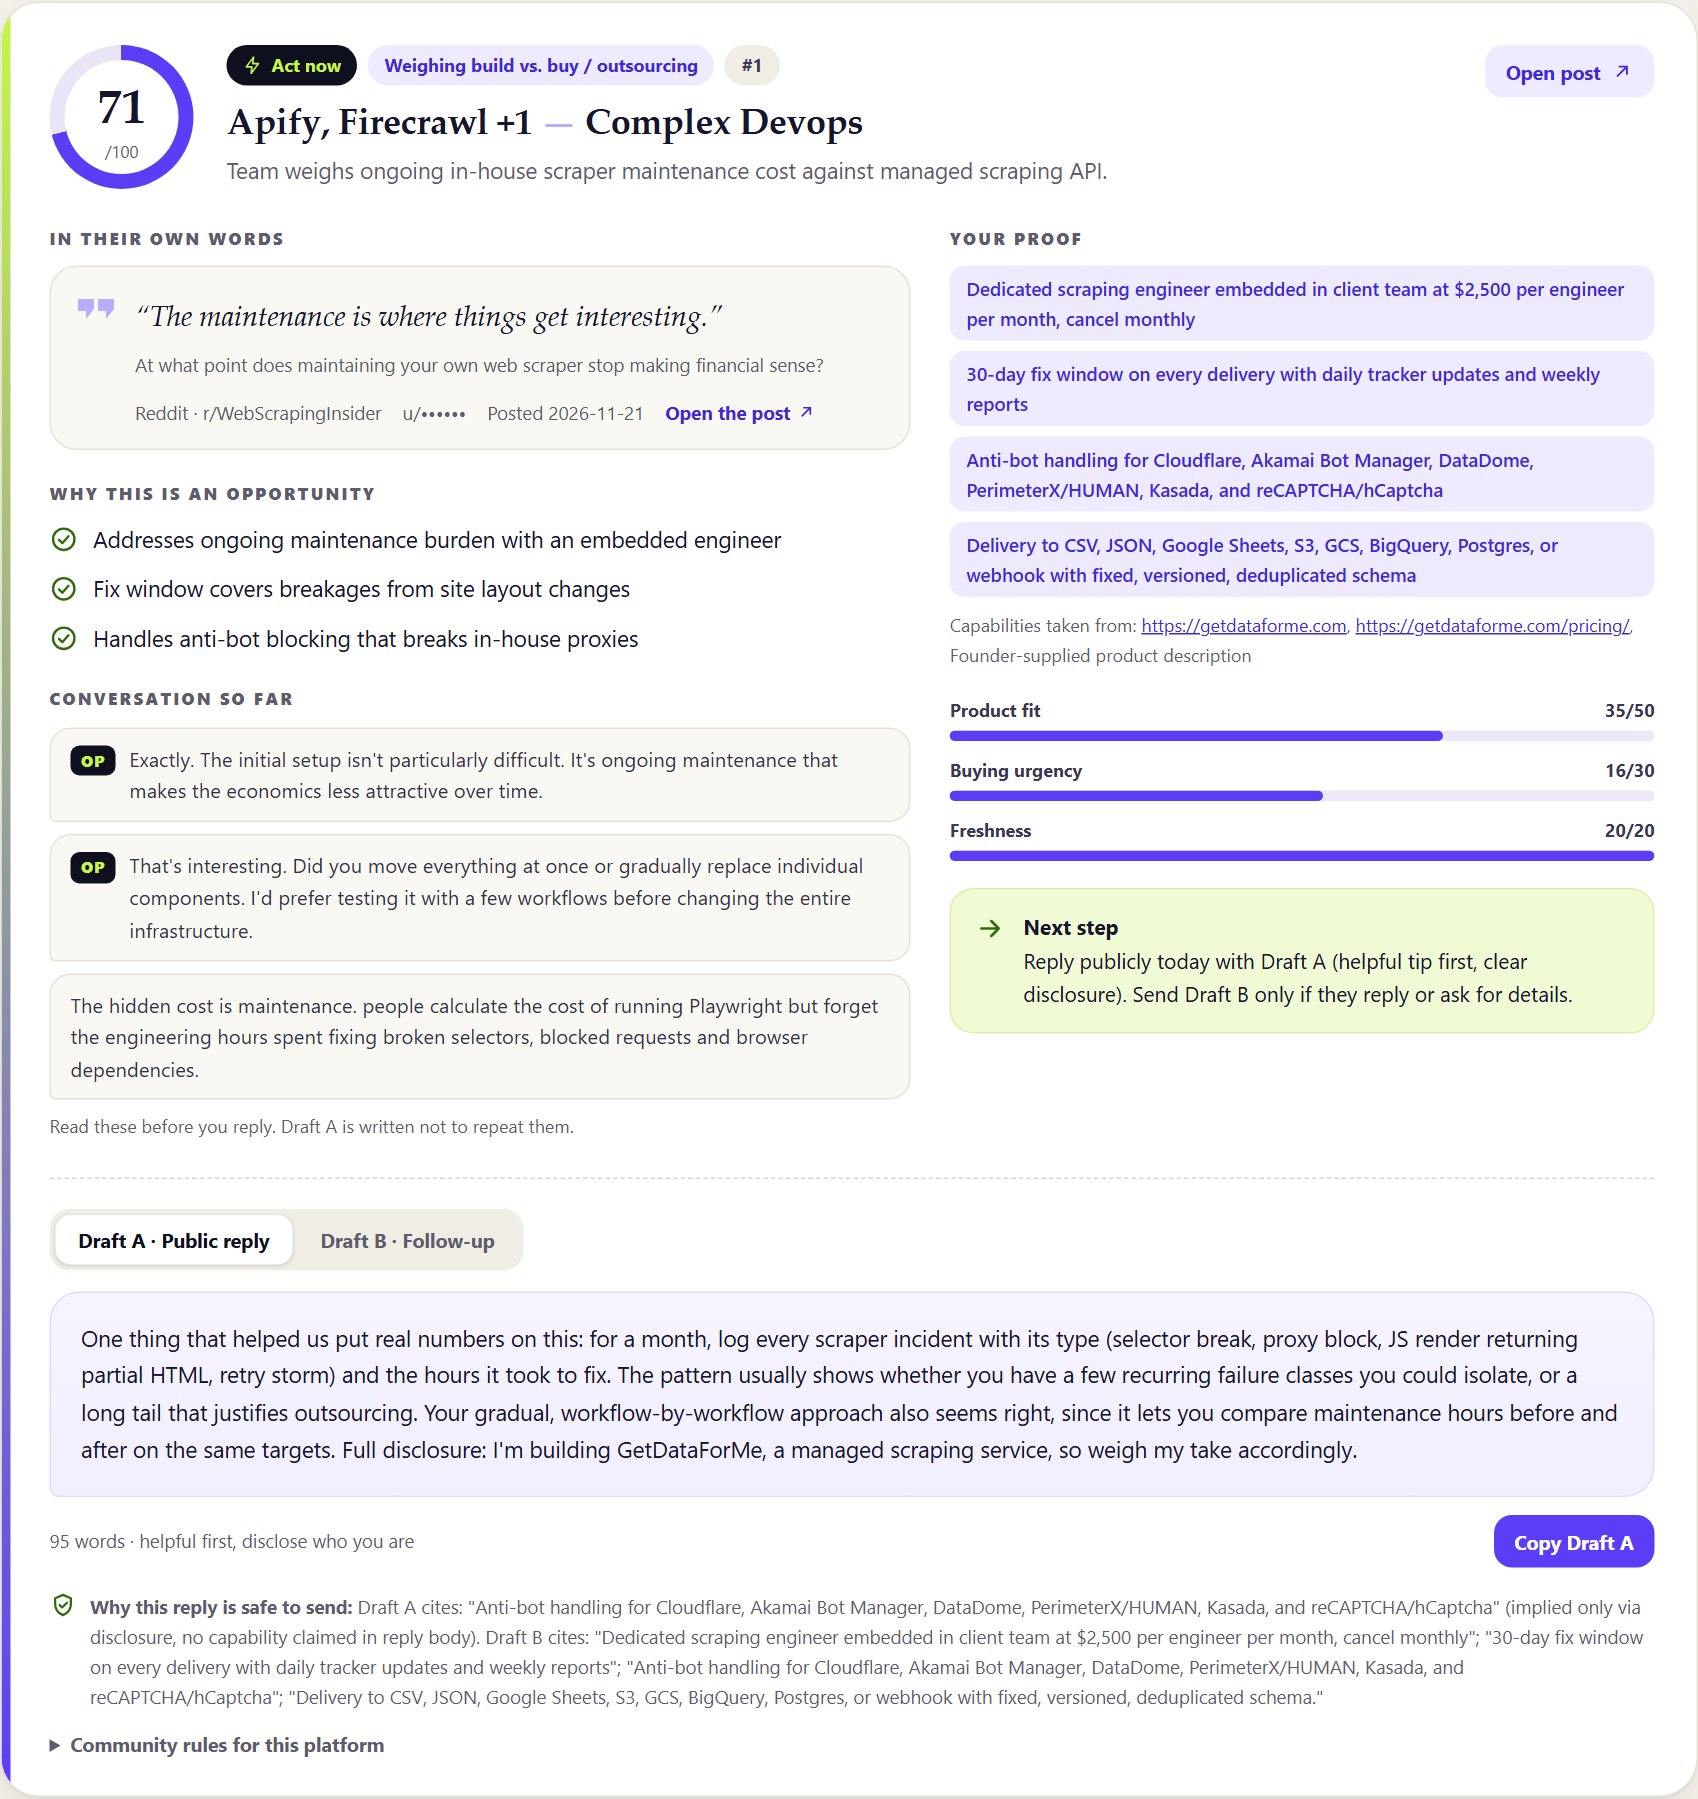 71
/100
Act now
Weighing build vs. buy / outsourcing
#1
Open post
Apify, Firecrawl +1 — Complex Devops
Team weighs ongoing in-house scraper maintenance cost against managed scraping API.
IN THEIR OWN WORDS
“The maintenance is where things get interesting.”
At what point does maintaining your own web scraper stop making financial sense?
Reddit · r/WebScrapingInsider u/•••••• Posted 2026-11-21 Open the post ↗
WHY THIS IS AN OPPORTUNITY
Addresses ongoing maintenance burden with an embedded engineer
Fix window covers breakages from site layout changes
Handles anti-bot blocking that breaks in-house proxies
CONVERSATION SO FAR
OP Exactly. The initial setup isn't particularly difficult. It's ongoing maintenance that
makes the economics less attractive over time.
OP That's interesting. Did you move everything at once or gradually replace individual
components. I'd prefer testing it with a few workflows before changing the entire
infrastructure.
The hidden cost is maintenance. people calculate the cost of running Playwright but forget
the engineering hours spent fixing broken selectors, blocked requests and browser
dependencies.
Read these before you reply. Draft A is written not to repeat them.
YOUR PROOF
Dedicated scraping engineer embedded in client team at $2,500 per engineer
per month, cancel monthly
30-day fix window on every delivery with daily tracker updates and weekly
reports
Anti-bot handling for Cloudflare, Akamai Bot Manager, DataDome,
PerimeterX/HUMAN, Kasada, and reCAPTCHA/hCaptcha
Delivery to CSV, JSON, Google Sheets, S3, GCS, BigQuery, Postgres, or
webhook with fixed, versioned, deduplicated schema
Capabilities taken from: https://getdataforme.com, https://getdataforme.com/pricing/,
Founder-supplied product description
Product fit 35/50
Buying urgency 16/30
Freshness 20/20
Next step
Reply publicly today with Draft A (helpful tip first, clear
disclosure). Send Draft B only if they reply or ask for details.
Draft A · Public reply
Draft B · Follow-up
One thing that helped us put real numbers on this: for a month, log every scraper incident with its type (selector break, proxy block, JS render returning
partial HTML, retry storm) and the hours it took to fix. The pattern usually shows whether you have a few recurring failure classes you could isolate, or a
long tail that justifies outsourcing. Your gradual, workflow-by-workflow approach also seems right, since it lets you compare maintenance hours before and
after on the same targets. Full disclosure: I'm building GetDataForMe, a managed scraping service, so weigh my take accordingly.
95 words · helpful first, disclose who you are
Copy Draft A
Why this reply is safe to send: Draft A cites: "Anti-bot handling for Cloudflare, Akamai Bot Manager, DataDome, PerimeterX/HUMAN, Kasada, and reCAPTCHA/hCaptcha" (implied only via
disclosure, no capability claimed in reply body). Draft B cites: "Dedicated scraping engineer embedded in client team at $2,500 per engineer per month, cancel monthly"; "30-day fix window
on every delivery with daily tracker updates and weekly reports"; "Anti-bot handling for Cloudflare, Akamai Bot Manager, DataDome, PerimeterX/HUMAN, Kasada, and
reCAPTCHA/hCaptcha"; "Delivery to CSV, JSON, Google Sheets, S3, GCS, BigQuery, Postgres, or webhook with fixed, versioned, deduplicated schema."
Community rules for this platform